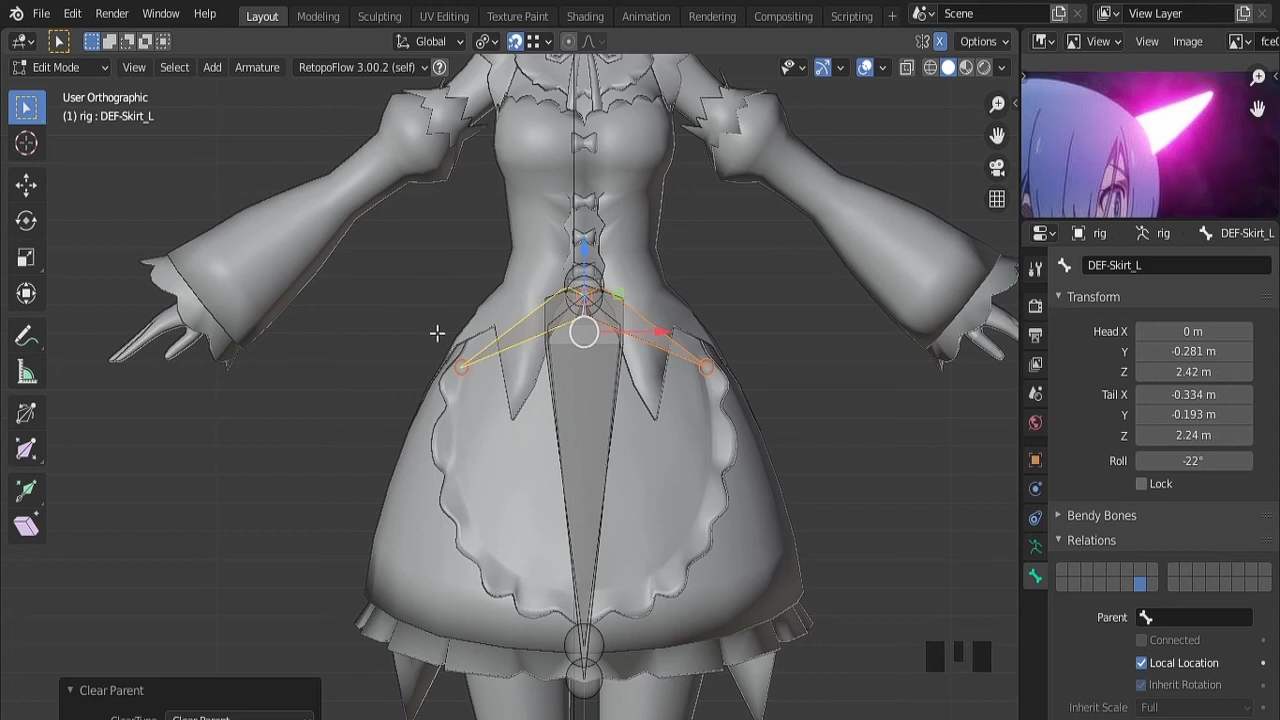 File Edit Render Window Help Layout Modeling Sculpting UV Editing Texture Paint Shading Animation Rendering Compositing Scripting + Scene View Layer
Global Options View View Image fce
Edit Mode View Select Add Armature RetopoFlow 3.00.2 (self)
User Orthographic
(1) rig : DEF-Skirt_L
rig rig DEF-Skirt_L
DEF-Skirt_L
Transform
Head X 0 m
Y -0.281 m
Z 2.42 m
Tail X -0.334 m
Y -0.193 m
Z 2.24 m
Roll -22°
Lock
Bendy Bones
Relations
Parent
Connected
Local Location
Inherit Rotation
Inherit Scale Full
Clear Parent
ClearType Clear Parent